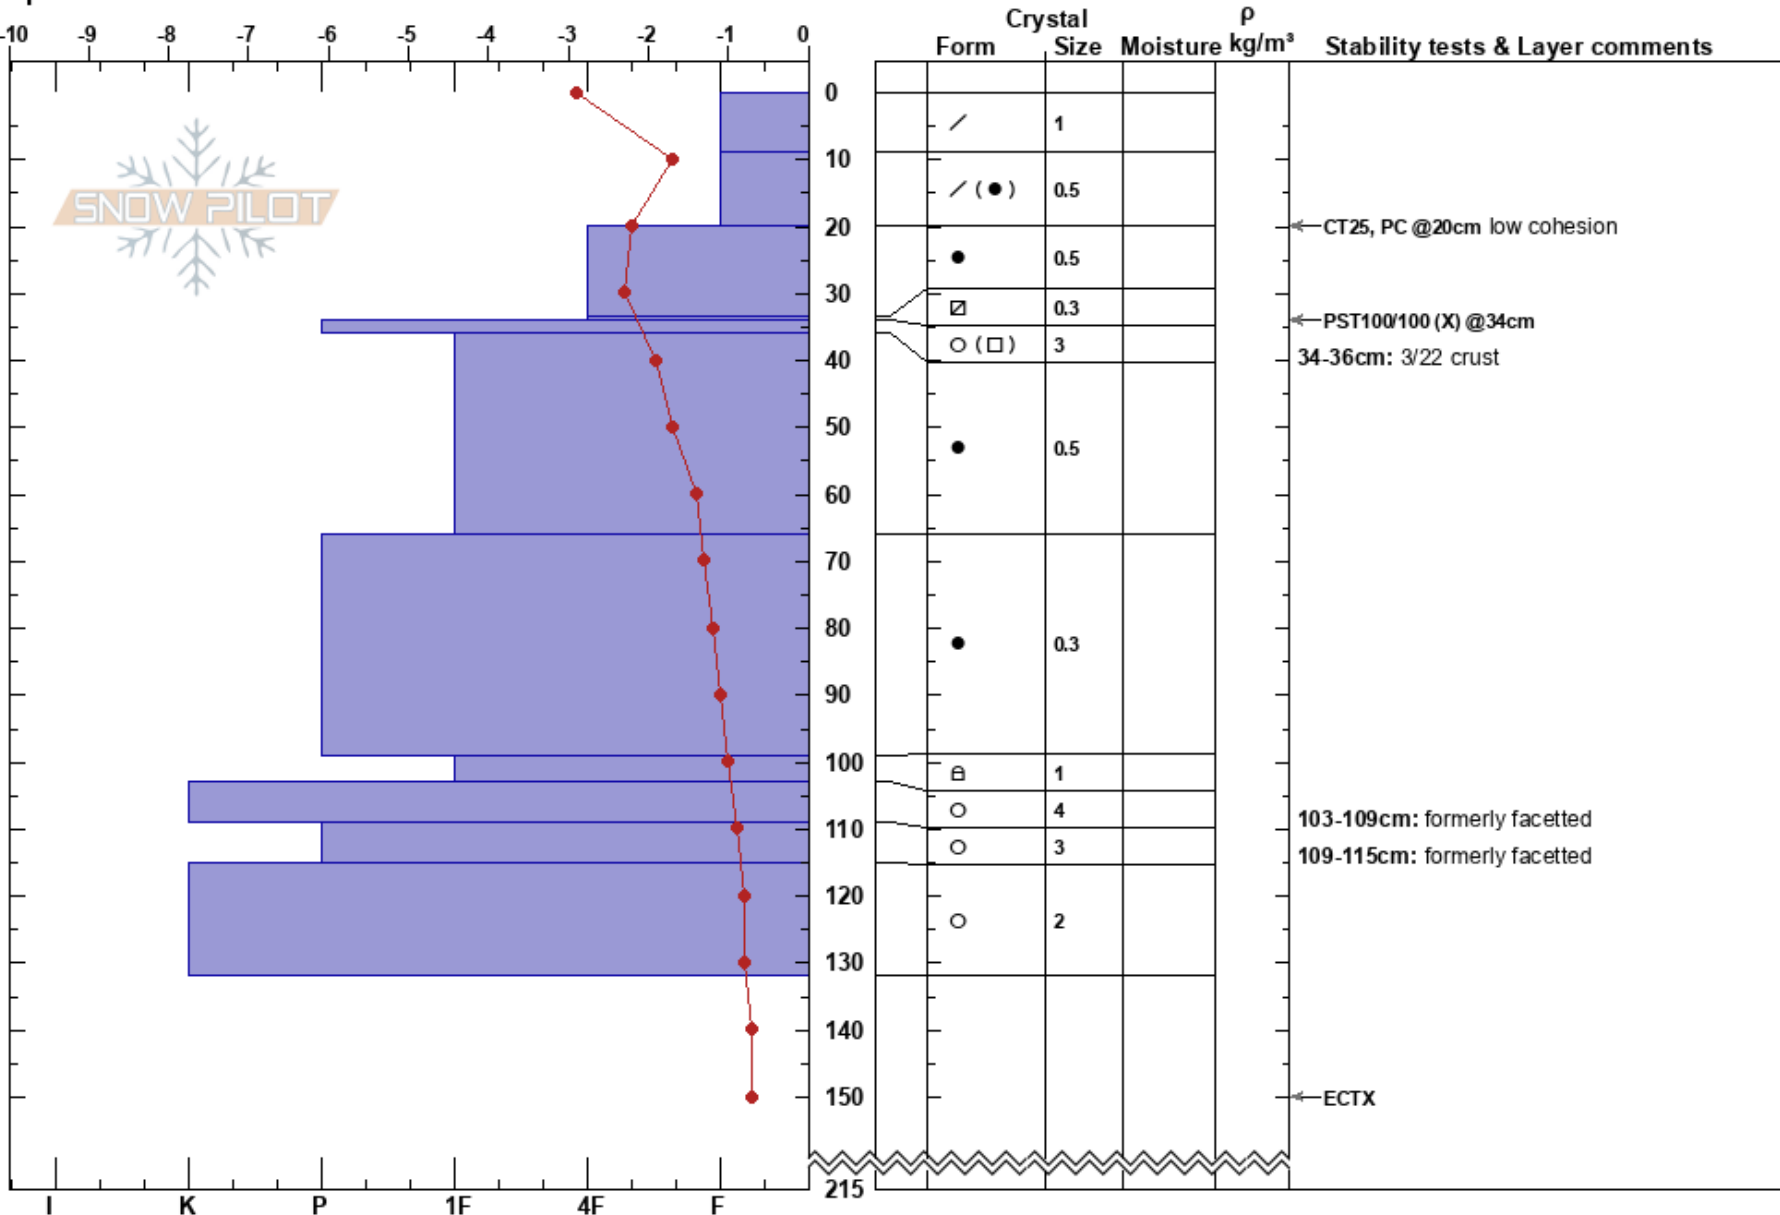 Crystal ρ
-10 -9 -8 -7 -6 -5 -4 -3 -2 -1 0 Form Size Moisture kg/m³ Stability tests & Layer comments
SNOW PILOT
0
1
10
0.5
20 CT25, PC @20cm low cohesion
0.5
30 0.3
PST100/100 (X) @34cm
3
40 34-36cm: 3/22 crust
50 0.5
60
70
80 0.3
90
100 1
4
110 103-109cm: formerly facetted
3 109-115cm: formerly facetted
120 2
130
140
150 ECTX
215
I K P 1F 4F F